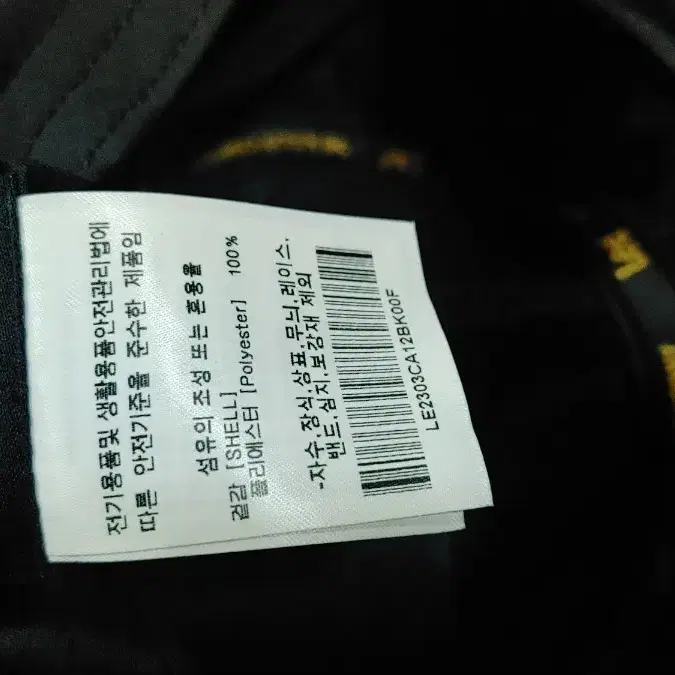 전기용품및 생활용품안전관리법에
따른 안전기준을 준수한 제품임
섬유의 조성 또는 혼용율
겉감 [SHELL]
폴리에스터 [Polyester] 100%
-자수,장식,상표,무늬,레이스,
밴드,심지,보강재 제외
LE2303CA12BK00F